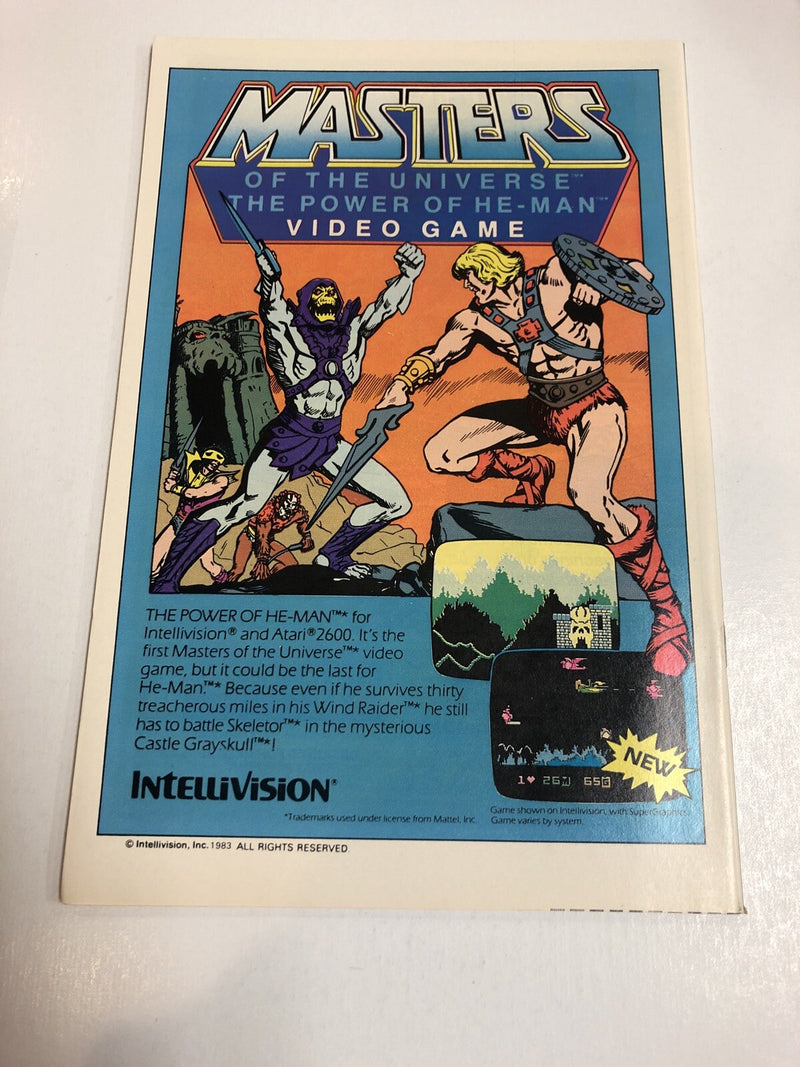 MASTERS
OF THE UNIVERSE™
THE POWER OF HE-MAN™
VIDEO GAME
THE POWER OF HE-MAN™* for
Intellivision® and Atari® 2600. It's the
first Masters of the Universe™* video
game, but it could be the last for
He-Man!™* Because even if he survives thirty
treacherous miles in his Wind Raider™* he still
has to battle Skeletor™* in the mysterious
Castle Grayskull™*!
INTELLIVISION®
*Trademarks used under license from Mattel, Inc.
1♥ 26M 65G
NEW
Game shown on Intellivision, with SuperGraphics.
Game varies by system.
© Intellivision, Inc. 1983 ALL RIGHTS RESERVED